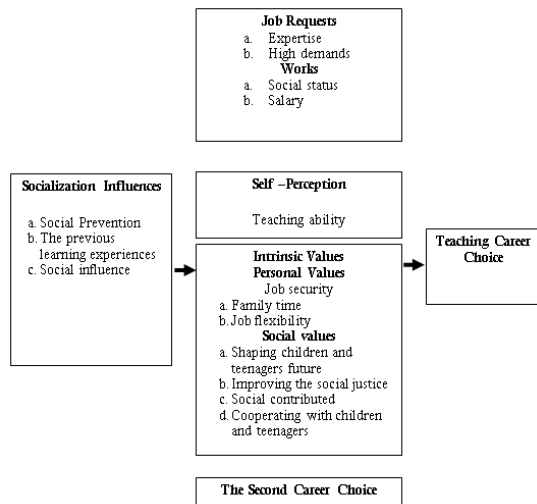 Job Requests
a. Expertise
b. High demands
Works
a. Social status
b. Salary
Socialization Influences
a. Social Prevention
b. The previous
learning experiences
c. Social influence
Self -Perception
Teaching ability
Intrinsic Values
Personal Values
Job security
a. Family time
b. Job flexibility
Social values
a. Shaping children and
teenagers future
b. Improving the social justice
c. Social contributed
d. Cooperating with children
and teenagers
Teaching Career
Choice
The Second Career Choice